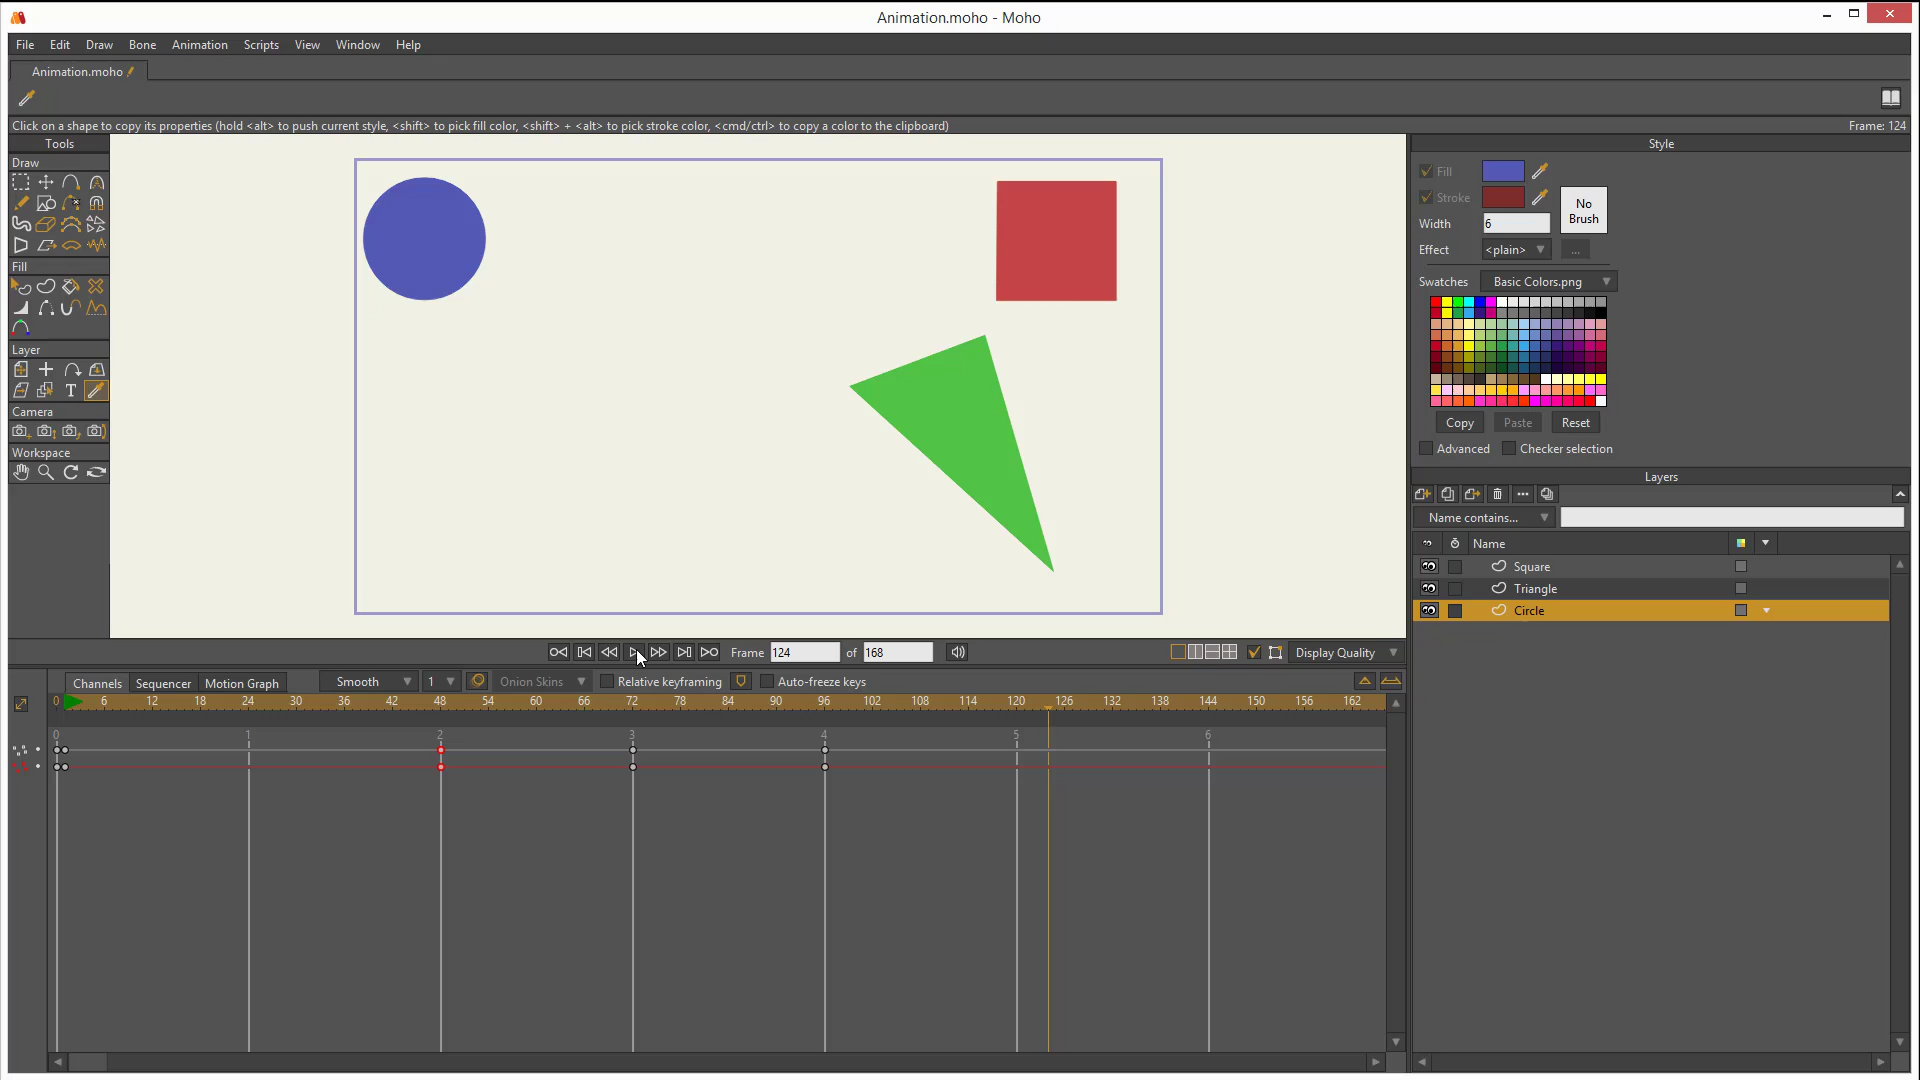 Animation.moho - Moho
File Edit Draw Bone Animation Scripts View Window Help
Animation.moho
Click on a shape to copy its properties (hold <alt> to push current style, <shift> to pick fill color, <shift> + <alt> to pick stroke color, <cmd/ctrl> to copy a color to the clipboard) Frame: 124
Tools
Draw
Fill
Layer
T
Camera
Workspace
Style
Fill
Stroke
No
Brush
Width 6
Effect <plain> ...
Swatches Basic Colors.png
Copy Paste Reset
Advanced Checker selection
Layers
Name contains...
Name
Square
Triangle
Circle
Frame 124 of 168 Display Quality
Channels Sequencer Motion Graph Smooth 1 Onion Skins Relative keyframing Auto-freeze keys
0 6 12 18 24 30 36 42 48 54 60 66 72 78 84 90 96 102 108 114 120 126 132 138 144 150 156 162
0 1 2 3 4 5 6